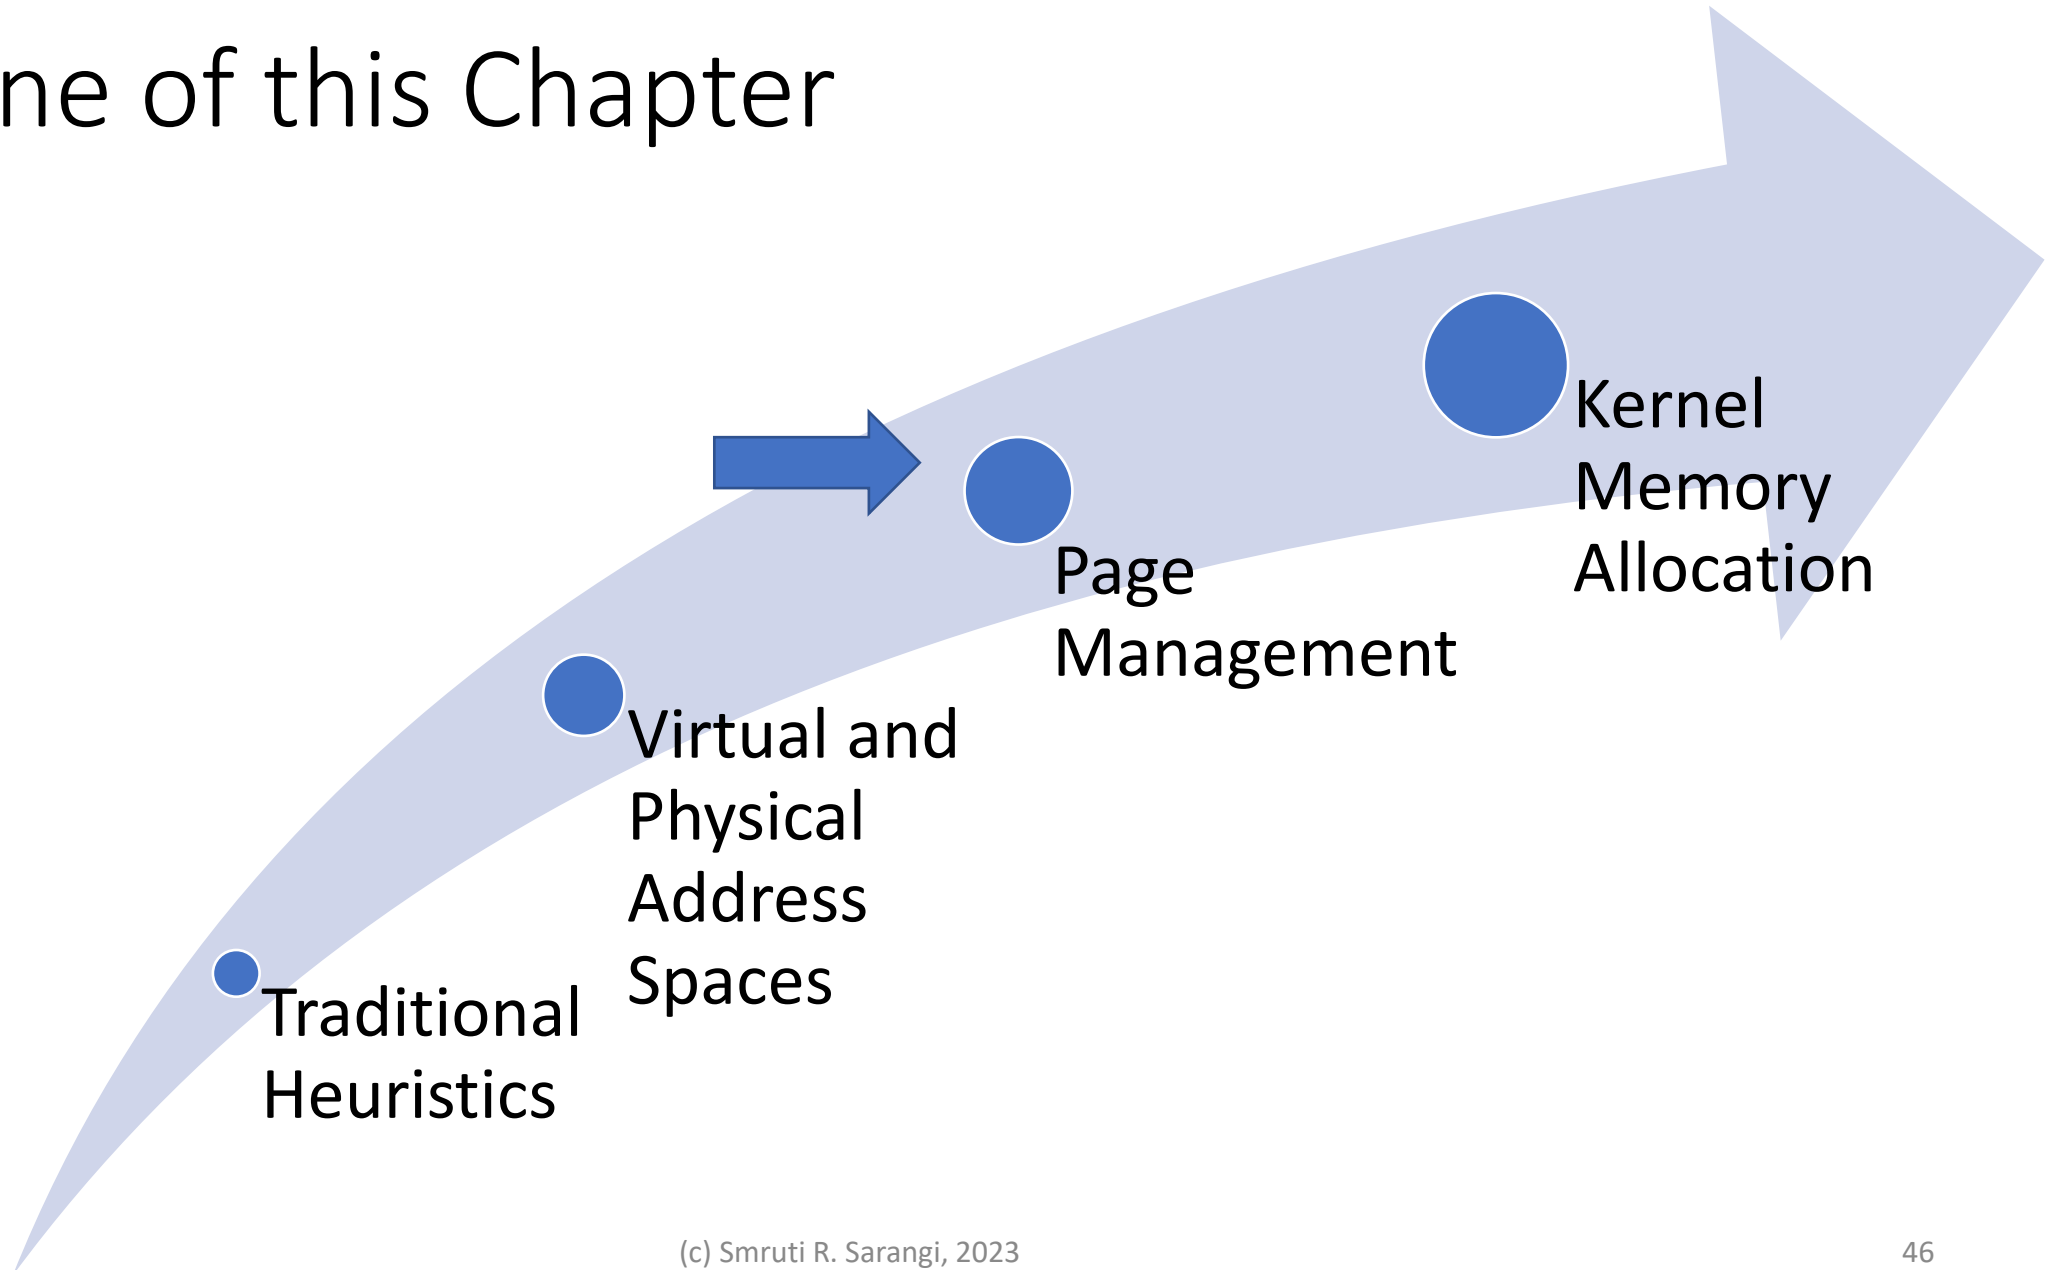 ne of this Chapter
Traditional
Heuristics
Virtual and
Physical
Address
Spaces
Page
Management
Kernel
Memory
Allocation
(c) Smruti R. Sarangi, 2023
46